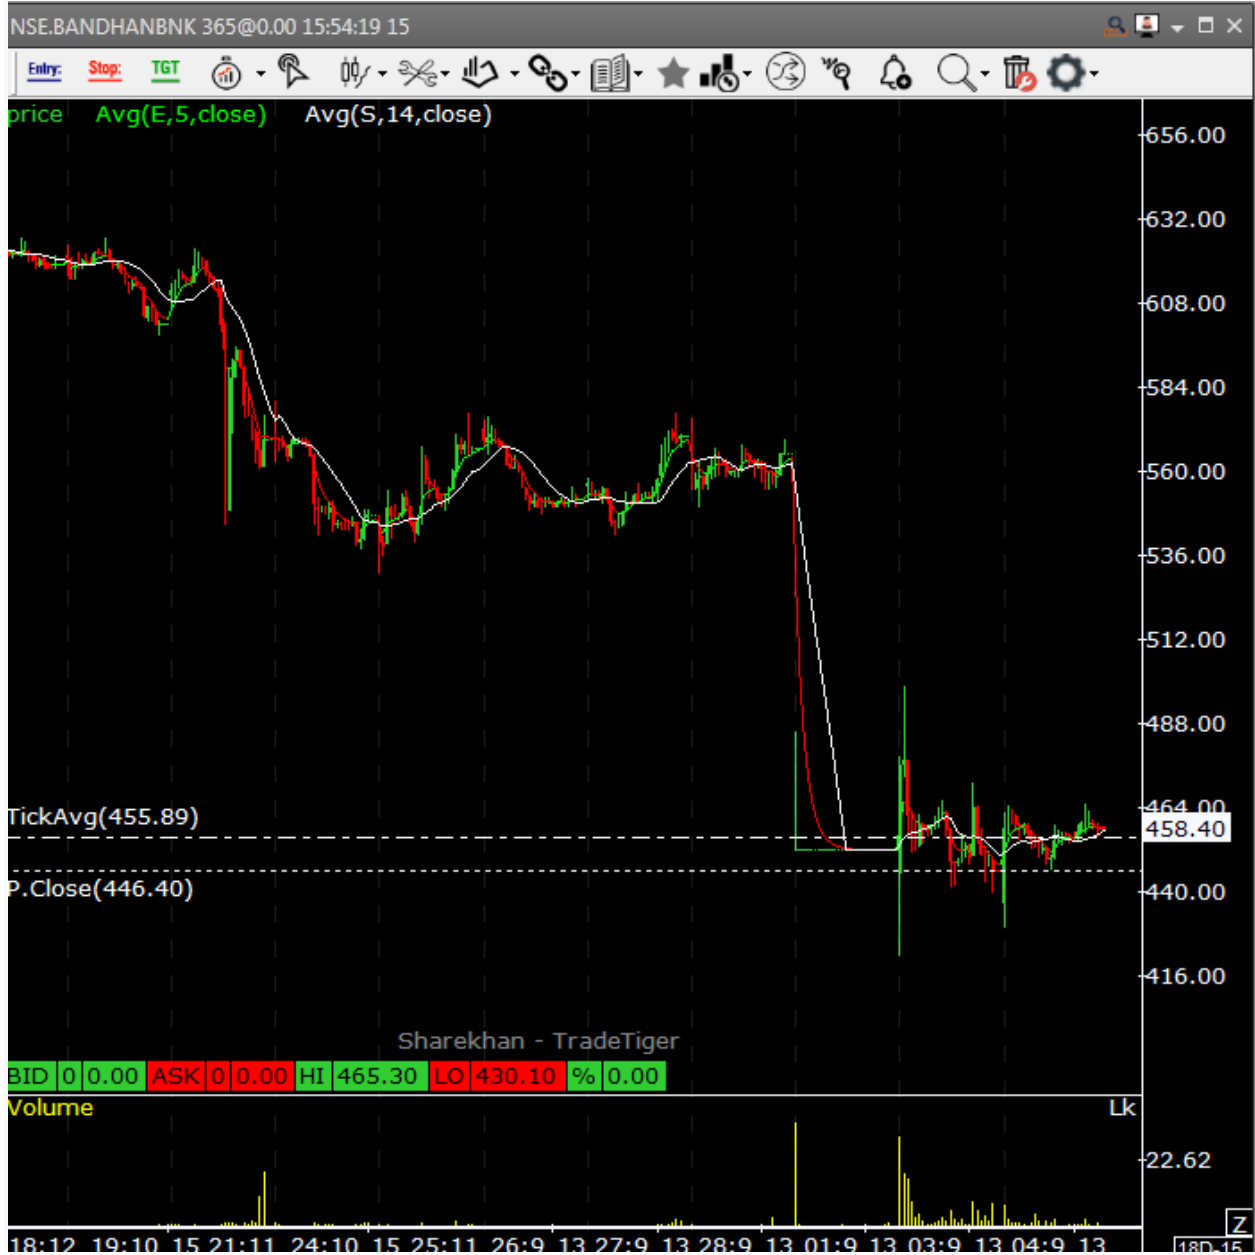 NSE.BANDHANBNK 365@0.00 15:54:19 15
Entry: Stop: TGT
price Avg(E,5,close) Avg(S,14,close)
656.00
632.00
608.00
584.00
560.00
536.00
512.00
488.00
464.00
TickAvg(455.89)
458.40
P.Close(446.40)
440.00
416.00
Sharekhan - TradeTiger
BID 0 0.00 ASK 0 0.00 HI 465.30 LO 430.10 % 0.00
Volume Lk
22.62
Z
18:12 19:10 15 21:11 24:10 15 25:11 26:9 13 27:9 13 28:9 13 01:9 13 03:9 13 04:9 13
18D-15